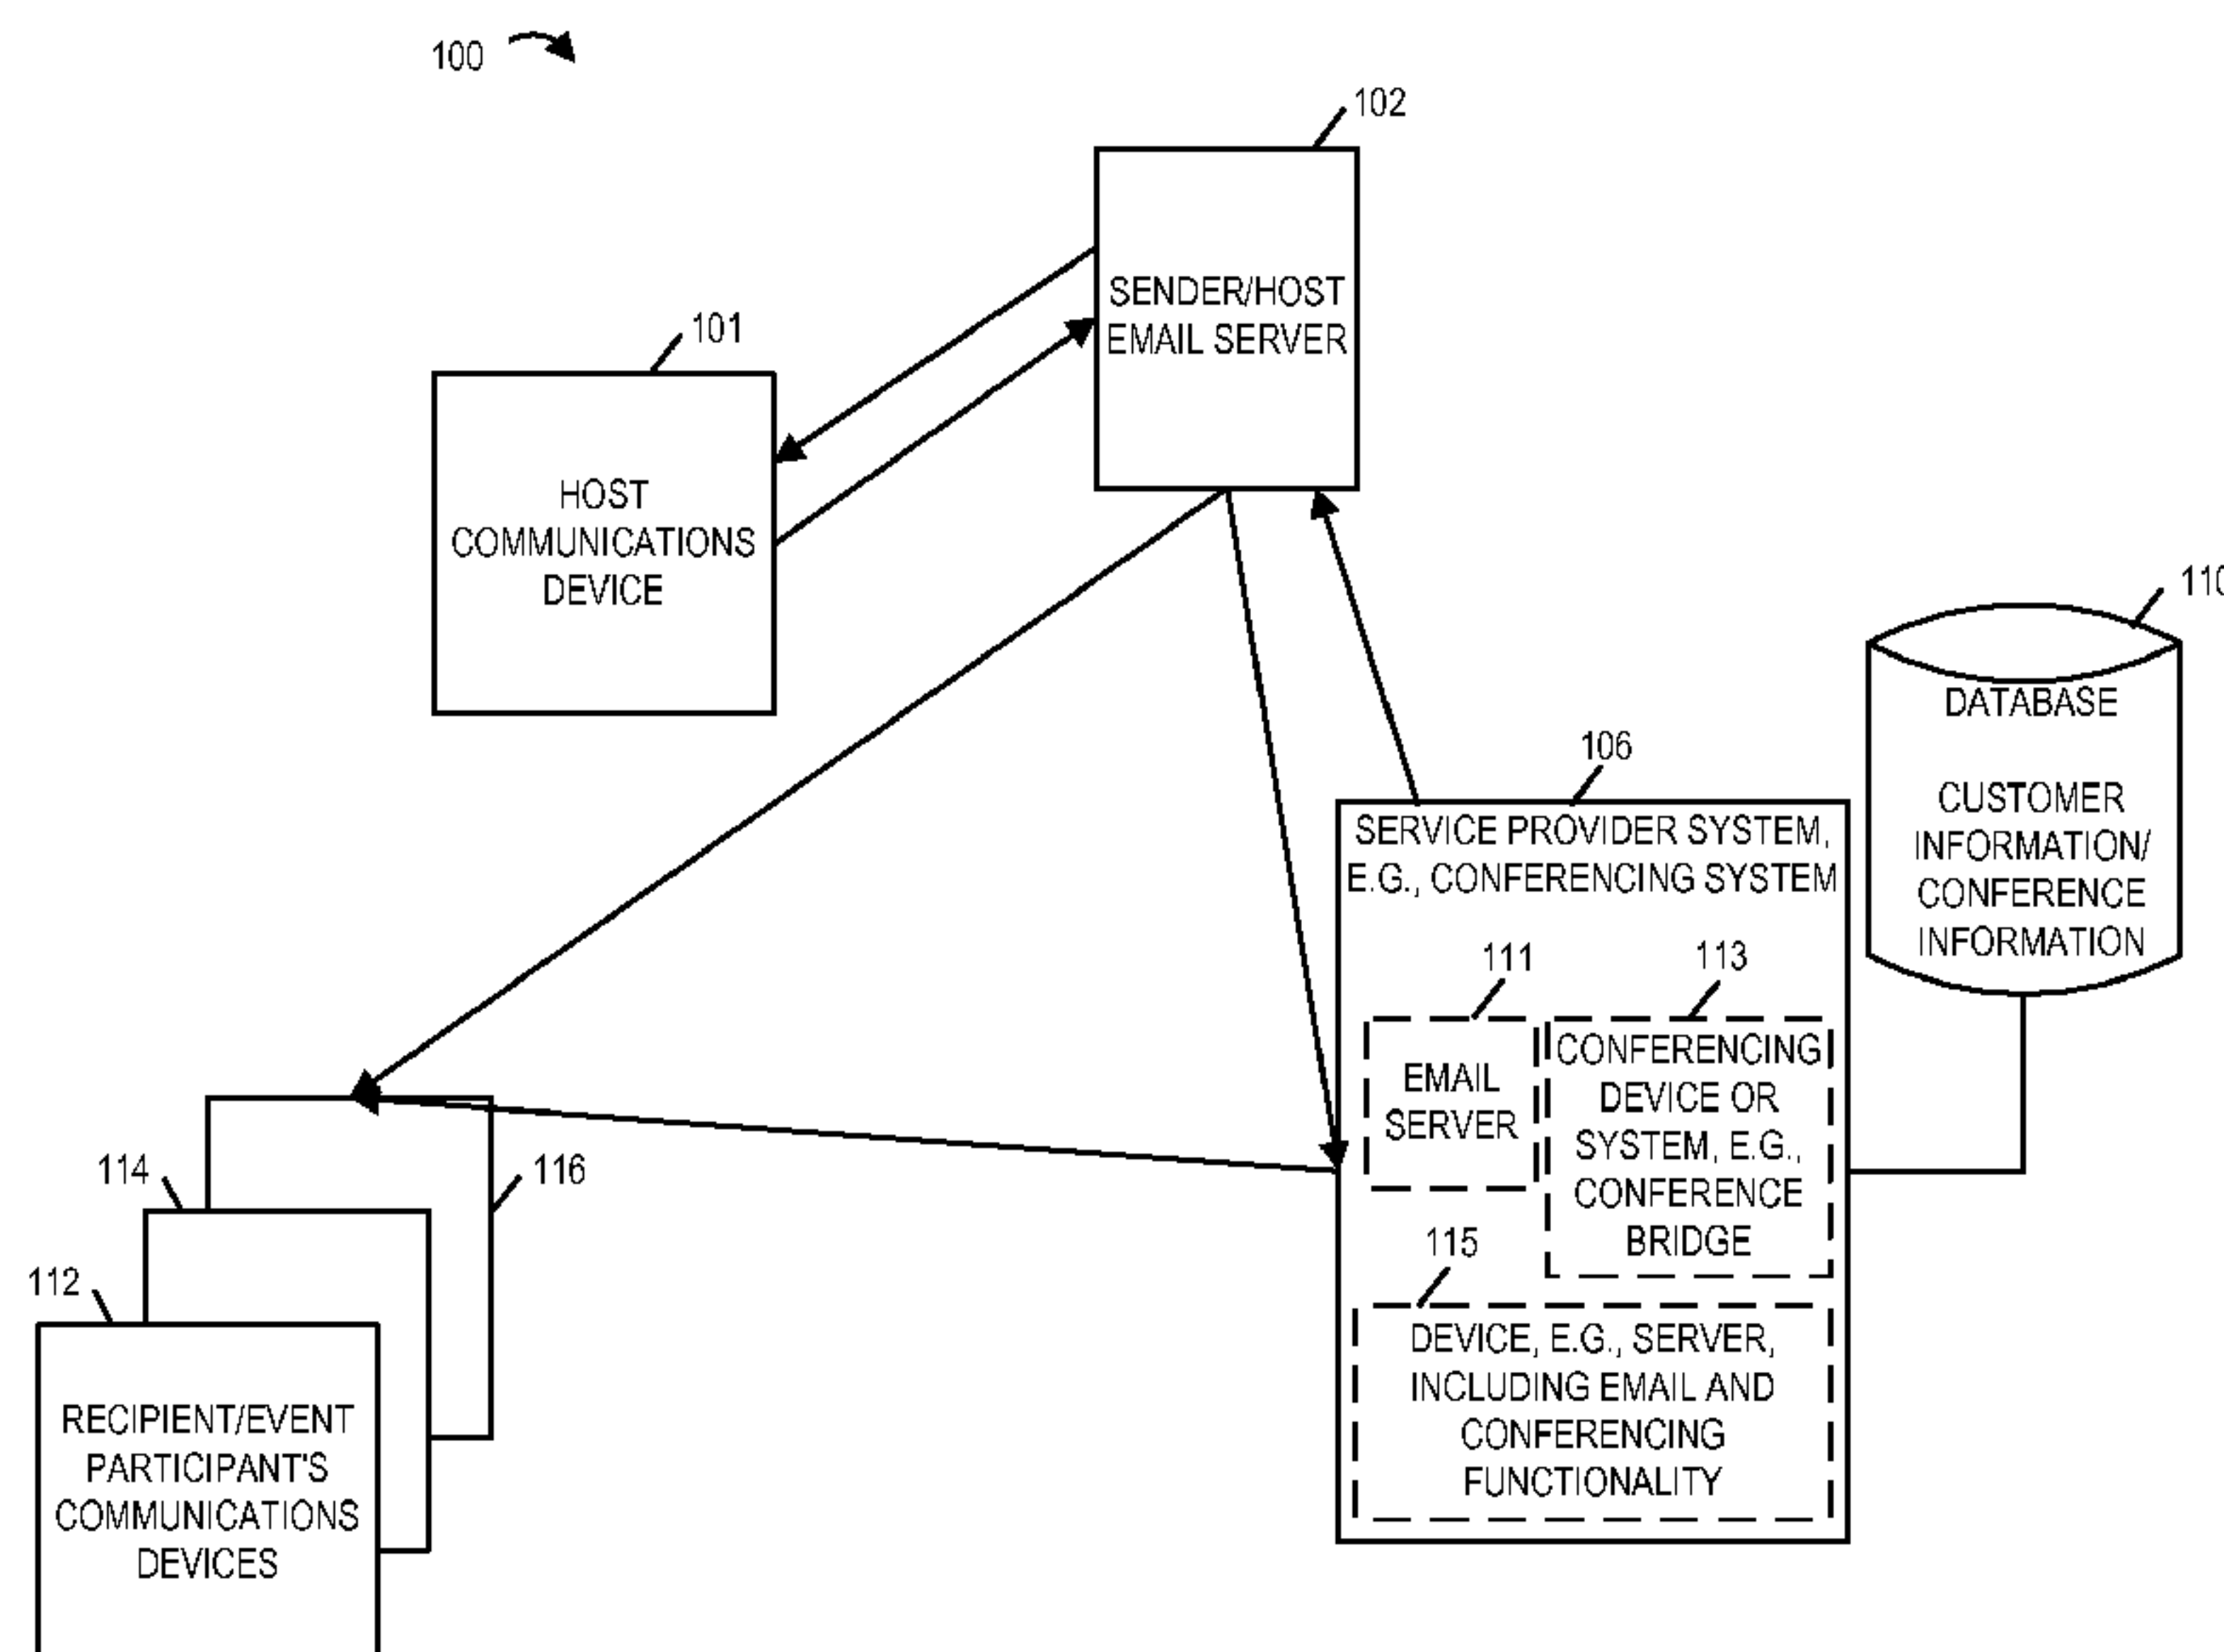 100
102
SENDER/HOST
EMAIL SERVER
101
HOST
COMMUNICATIONS
DEVICE
110
DATABASE
CUSTOMER
INFORMATION/
CONFERENCE
INFORMATION
106
SERVICE PROVIDER SYSTEM,
E.G., CONFERENCING SYSTEM
111
EMAIL
SERVER
113
CONFERENCING
DEVICE OR
SYSTEM, E.G.,
CONFERENCE
BRIDGE
115
DEVICE, E.G., SERVER,
INCLUDING EMAIL AND
CONFERENCING
FUNCTIONALITY
116
114
112
RECIPIENT/EVENT
PARTICIPANT'S
COMMUNICATIONS
DEVICES